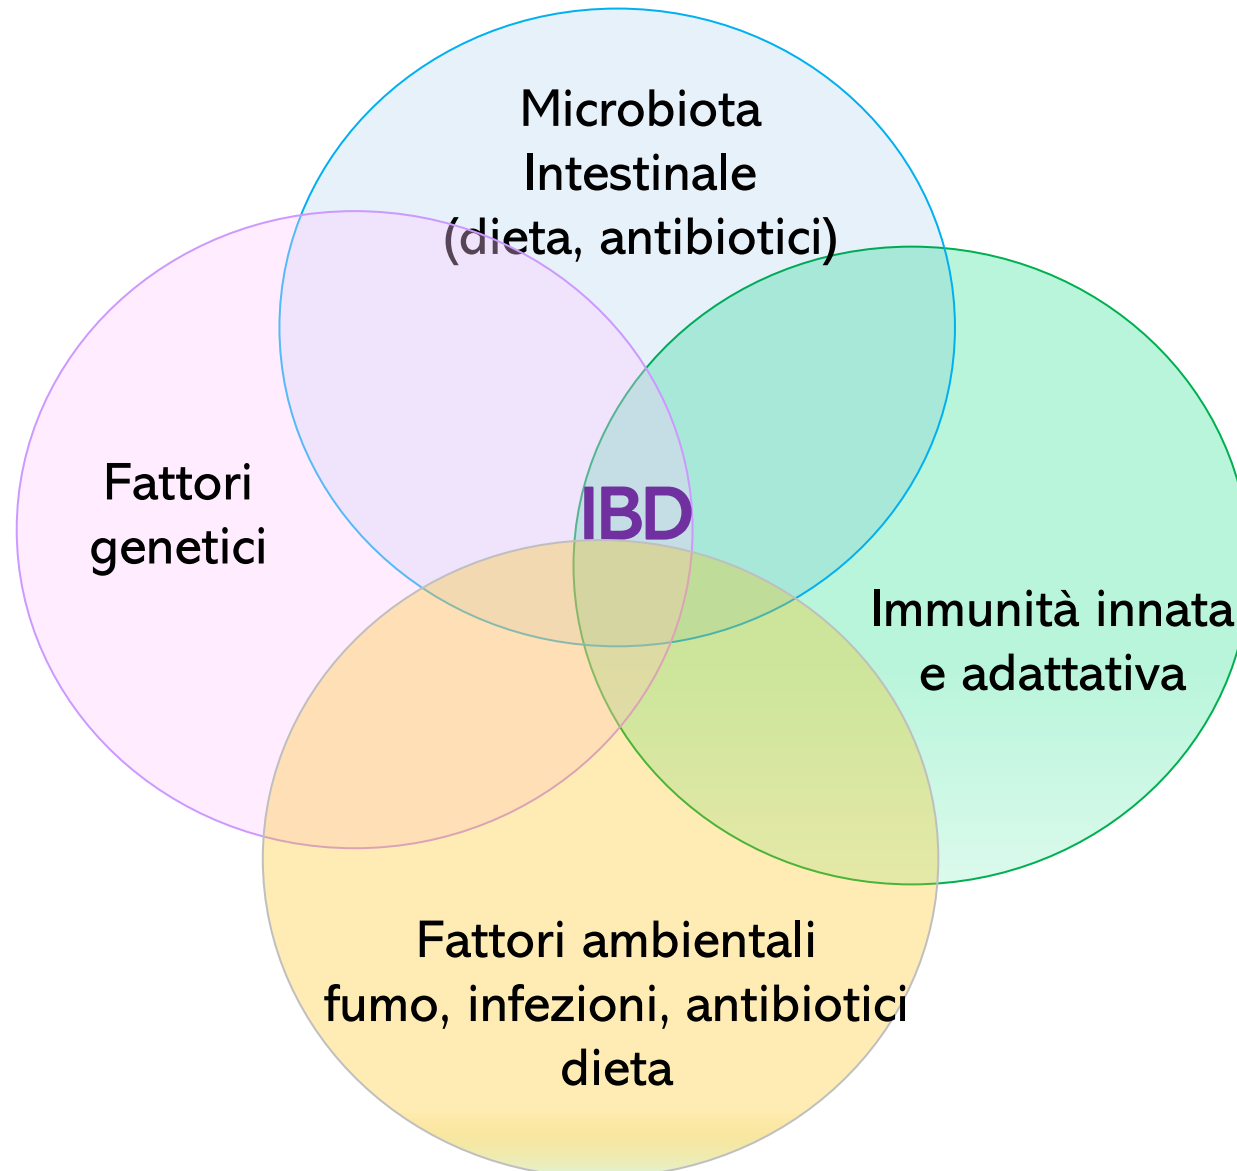 Microbiota
Intestinale
(dieta, antibiotici)
Fattori
genetici
IBD
Immunità innata
e adattativa
Fattori ambientali
fumo, infezioni, antibiotici
dieta